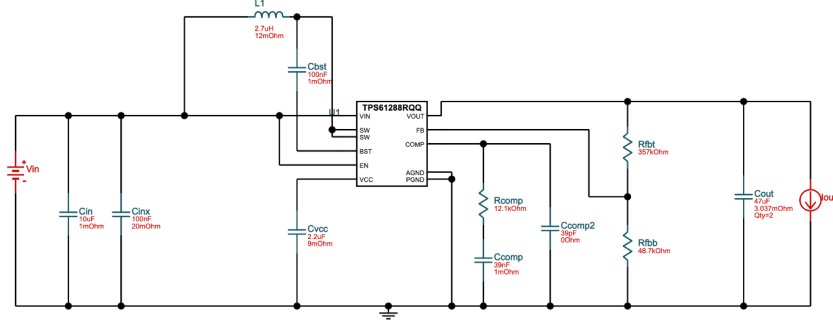 L1
2.7uH
12mOhm
Cbst
100nF
1mOhm
TPS61288RQQ
U1
VIN
VOUT
SW
SW
FB
COMP
BST
EN
VCC
AGND
PGND
Rfbt
357kOhm
+
Vin
-
Cin
10uF
1mOhm
Cinx
100nF
20mOhm
Cvcc
2.2uF
9mOhm
Rcomp
12.1kOhm
Ccomp
39nF
1mOhm
Ccomp2
39pF
0Ohm
Rfbb
48.7kOhm
Cout
47uF
3.037mOhm
Qty=2
Iou